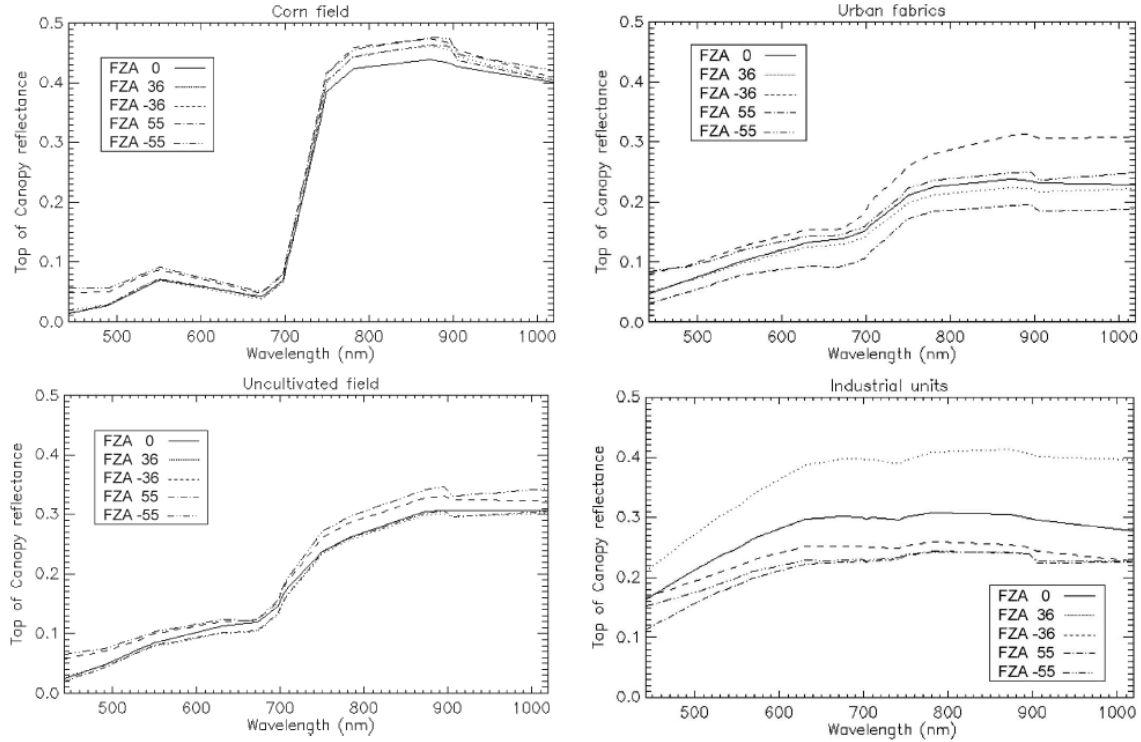 Corn field
Top of Canopy reflectance
0.5
0.4
0.3
0.2
0.1
0.0
FZA 0
FZA 36
FZA -36
FZA 55
FZA -55
500 600 700 800 900 1000
Wavelength (nm)
Urban fabrics
Top of Canopy reflectance
0.5
0.4
0.3
0.2
0.1
0.0
FZA 0
FZA 36
FZA -36
FZA 55
FZA -55
500 600 700 800 900 1000
Wavelength (nm)
Uncultivated field
Top of Canopy reflectance
0.5
0.4
0.3
0.2
0.1
0.0
FZA 0
FZA 36
FZA -36
FZA 55
FZA -55
500 600 700 800 900 1000
Wavelength (nm)
Industrial units
Top of Canopy reflectance
0.5
0.4
0.3
0.2
0.1
0.0
FZA 0
FZA 36
FZA -36
FZA 55
FZA -55
500 600 700 800 900 1000
Wavelength (nm)